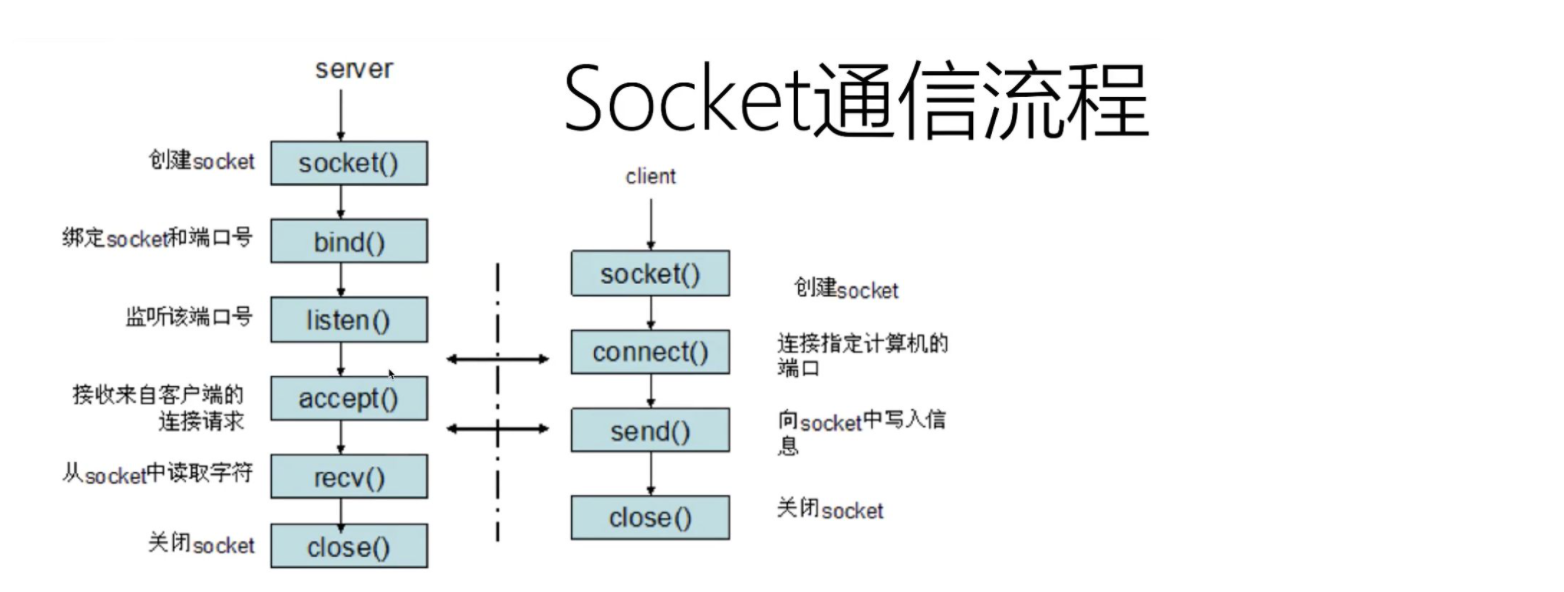 Socket通信流程
server
创建socket
socket()
绑定socket和端口号
bind()
监听该端口号
listen()
接收来自客户端的
连接请求
accept()
从socket中读取字符
recv()
关闭socket
close()
client
socket()
创建socket
connect()
连接指定计算机的
端口
send()
向socket中写入信
息
close()
关闭socket